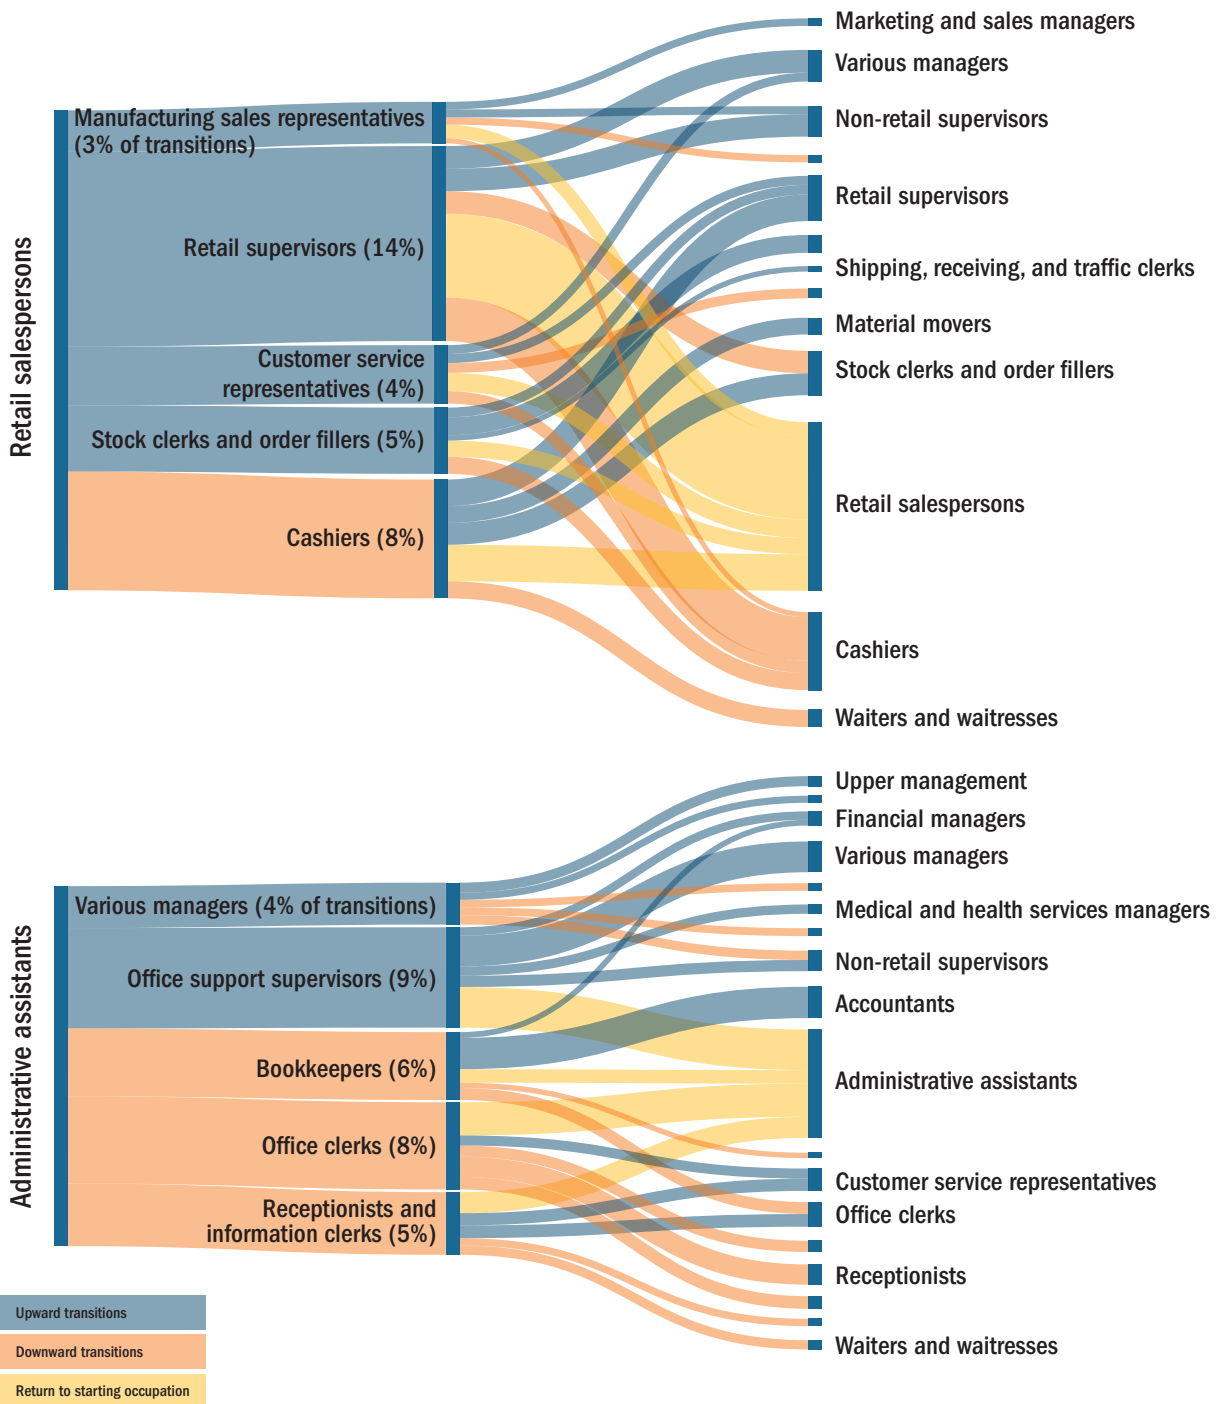 Retail salespersons
Manufacturing sales representatives
(3% of transitions)
Retail supervisors (14%)
Customer service
representatives (4%)
Stock clerks and order fillers (5%)
Cashiers (8%)
Marketing and sales managers
Various managers
Non-retail supervisors
Retail supervisors
Shipping, receiving, and traffic clerks
Material movers
Stock clerks and order fillers
Retail salespersons
Cashiers
Waiters and waitresses
Administrative assistants
Various managers (4% of transitions)
Office support supervisors (9%)
Bookkeepers (6%)
Office clerks (8%)
Receptionists and
information clerks (5%)
Upper management
Financial managers
Various managers
Medical and health services managers
Non-retail supervisors
Accountants
Administrative assistants
Customer service representatives
Office clerks
Receptionists
Waiters and waitresses
Upward transitions
Downward transitions
Return to starting occupation